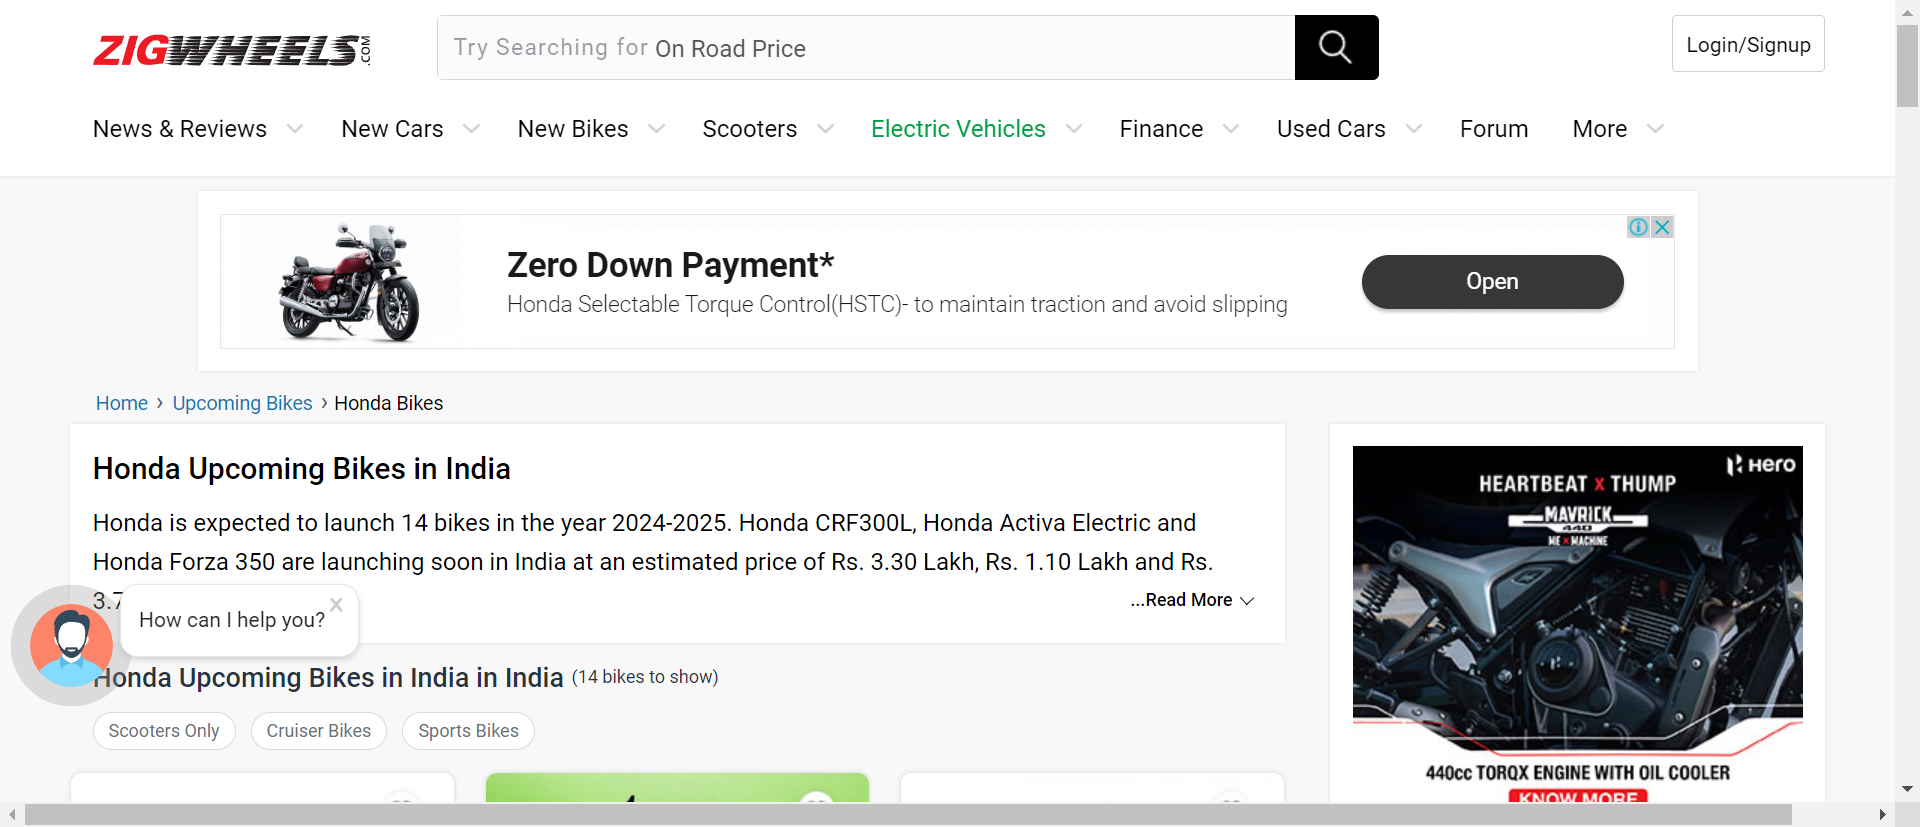 ZIGWHEELS.COM
Try Searching for On Road Price
Login/Signup
News & Reviews
New Cars
New Bikes
Scooters
Electric Vehicles
Finance
Used Cars
Forum
More
Zero Down Payment*
Honda Selectable Torque Control(HSTC)- to maintain traction and avoid slipping
Open
Home › Upcoming Bikes › Honda Bikes
Honda Upcoming Bikes in India
Honda is expected to launch 14 bikes in the year 2024-2025. Honda CRF300L, Honda Activa Electric and
Honda Forza 350 are launching soon in India at an estimated price of Rs. 3.30 Lakh, Rs. 1.10 Lakh and Rs.
3.7
...Read More
How can I help you?
Honda Upcoming Bikes in India in India (14 bikes to show)
Scooters Only
Cruiser Bikes
Sports Bikes
Hero
HEARTBEAT X THUMP
MAVRICK
440
ME X MACHINE
440cc TORQX ENGINE WITH OIL COOLER
KNOW MORE